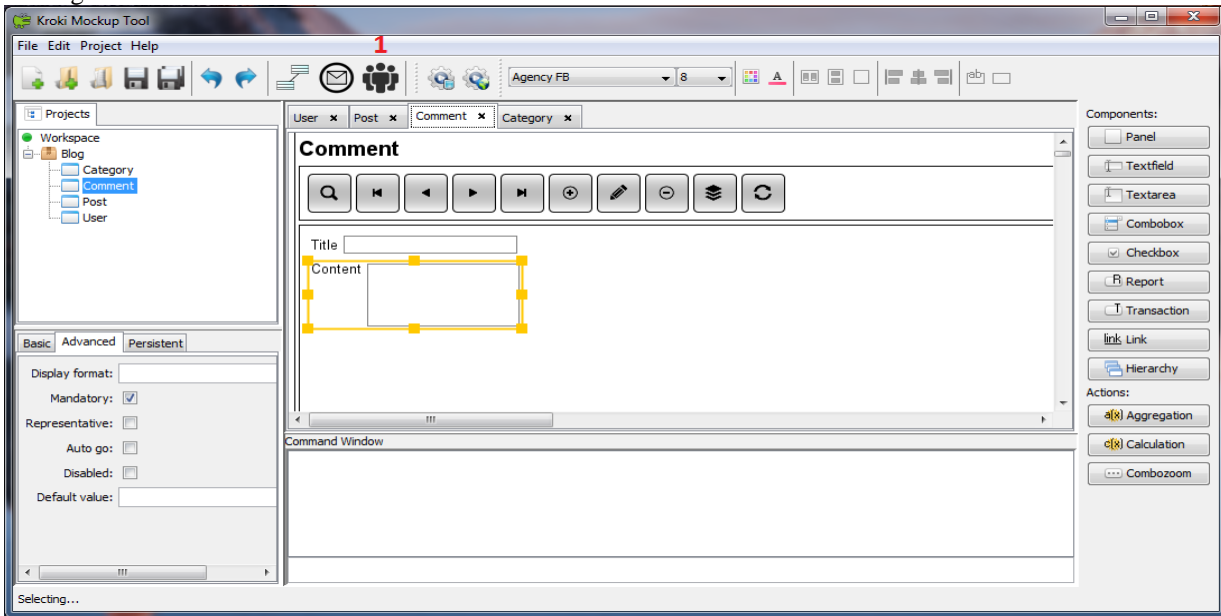 Kroki Mockup Tool
File Edit Project Help
1
Agency FB 8
A
ab
Projects
Workspace
Blog
Category
Comment
Post
User
User Post Comment Category
Comment
Title
Content
Components:
Panel
Textfield
Textarea
Combobox
Checkbox
R Report
T Transaction
link Link
Hierarchy
Actions:
a(x) Aggregation
c(x) Calculation
Combozoom
Basic Advanced Persistent
Display format:
Mandatory:
Representative:
Auto go:
Disabled:
Default value:
Command Window
Selecting...